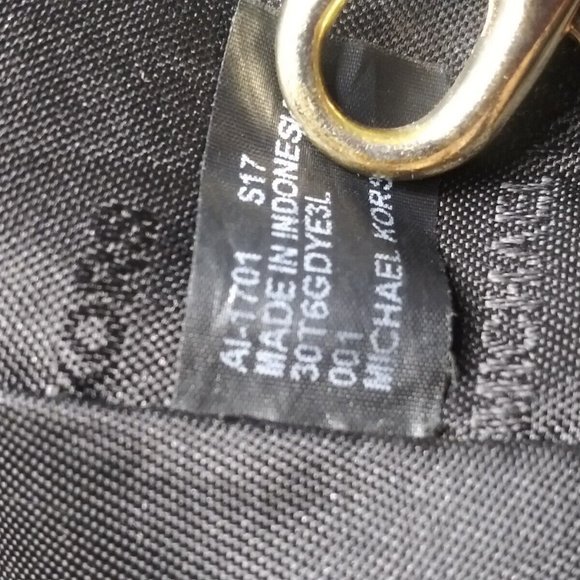 AI-1701 S17
MADE IN INDONESI
30T6GDYE3L
001
MICHAEL KORS